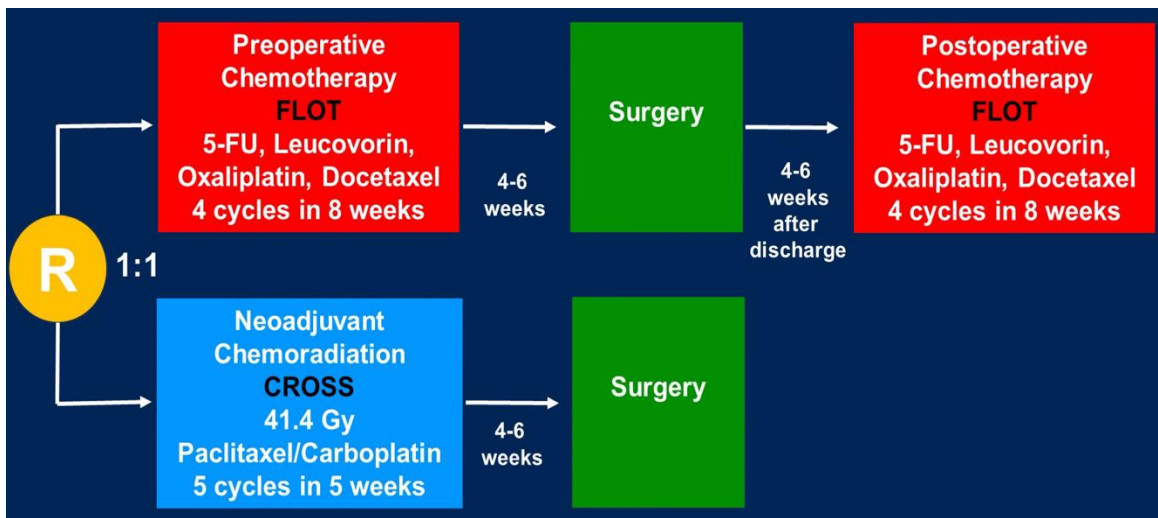 Preoperative
Chemotherapy
FLOT
5-FU, Leucovorin,
Oxaliplatin, Docetaxel
4 cycles in 8 weeks
4-6
weeks
Surgery
4-6
weeks
after
discharge
Postoperative
Chemotherapy
FLOT
5-FU, Leucovorin,
Oxaliplatin, Docetaxel
4 cycles in 8 weeks
R
1:1
Neoadjuvant
Chemoradiation
CROSS
41.4 Gy
Paclitaxel/Carboplatin
5 cycles in 5 weeks
4-6
weeks
Surgery